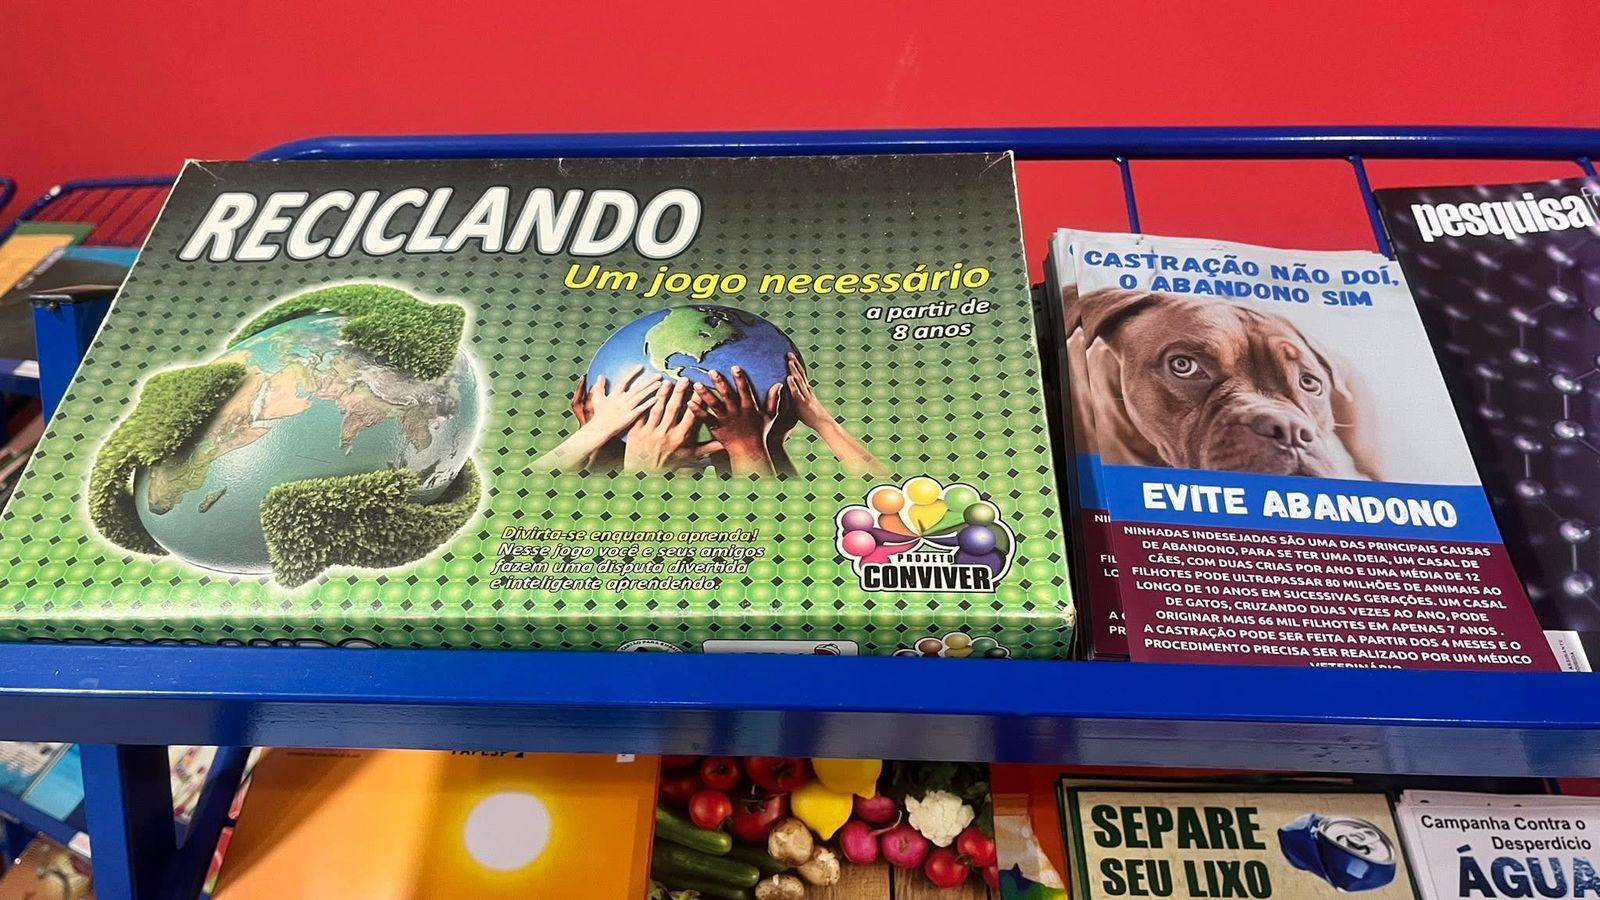 RECICLANDO
Um jogo necessário
a partir de
8 anos
Divirta-se enquanto aprenda!
Nesse jogo você e seus amigos
fazem uma disputa divertida
e inteligente aprendendo.
PROJETO
CONVIVER
CASTRAÇÃO NÃO DOÍ,
O ABANDONO SIM
EVITE ABANDONO
NINHADAS INDESEJADAS SÃO UMA DAS PRINCIPAIS CAUSAS
DE ABANDONO, PARA SE TER UMA IDEIA, UM CASAL DE
CÃES, COM DUAS CRIAS POR ANO E UMA MÉDIA DE 12
FILHOTES PODE ULTRAPASSAR 80 MILHÕES DE ANIMAIS AO
LONGO DE 10 ANOS EM SUCESSIVAS GERAÇÕES. UM CASAL
DE GATOS, CRUZANDO DUAS VEZES AO ANO, PODE
ORIGINAR MAIS 66 MIL FILHOTES EM APENAS 7 ANOS.
A CASTRAÇÃO PODE SER FEITA A PARTIR DOS 4 MESES E O
PROCEDIMENTO PRECISA SER REALIZADO POR UM MÉDICO
VETERINÁRIO
pesquisa
SEPARE
SEU LIXO
Campanha Contra o
Desperdício
ÁGUA